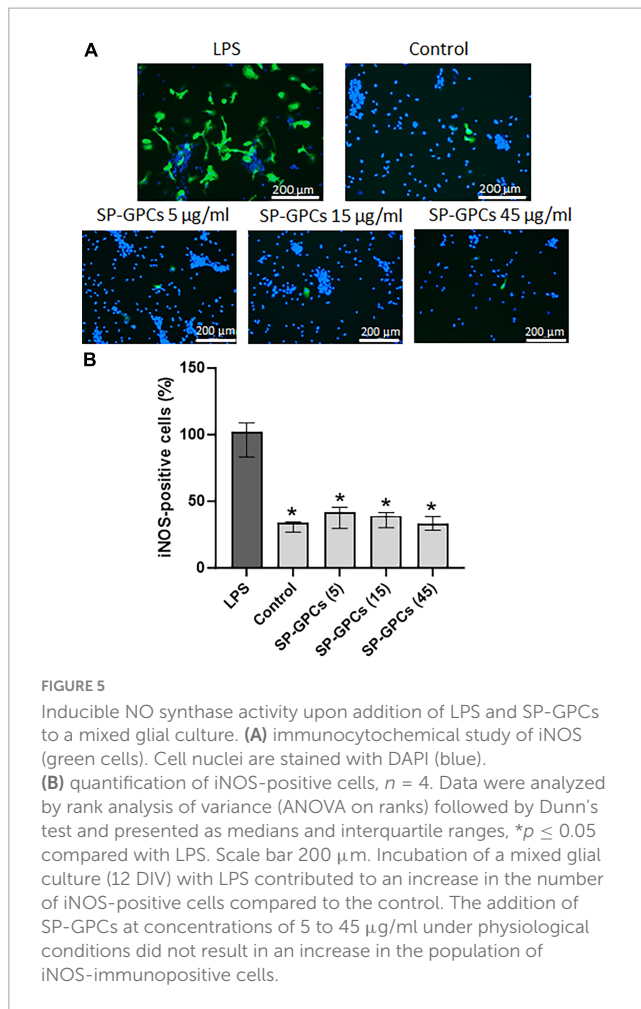 A
LPS
Control
200 μm
200 μm
SP-GPCs 5 μg/ml
SP-GPCs 15 μg/ml
SP-GPCs 45 μg/ml
200 μm
200 μm
200 μm
B
iNOS-positive cells (%)
150
100
50
0
*
*
*
*
LPS
Control
SP-GPCs (5)
SP-GPCs (15)
SP-GPCs (45)
FIGURE 5
Inducible NO synthase activity upon addition of LPS and SP-GPCs
to a mixed glial culture. (A) immunocytochemical study of iNOS
(green cells). Cell nuclei are stained with DAPI (blue).
(B) quantification of iNOS-positive cells, n = 4. Data were analyzed
by rank analysis of variance (ANOVA on ranks) followed by Dunn's
test and presented as medians and interquartile ranges, *p ≤ 0.05
compared with LPS. Scale bar 200 μm. Incubation of a mixed glial
culture (12 DIV) with LPS contributed to an increase in the number
of iNOS-positive cells compared to the control. The addition of
SP-GPCs at concentrations of 5 to 45 μg/ml under physiological
conditions did not result in an increase in the population of
iNOS-immunopositive cells.